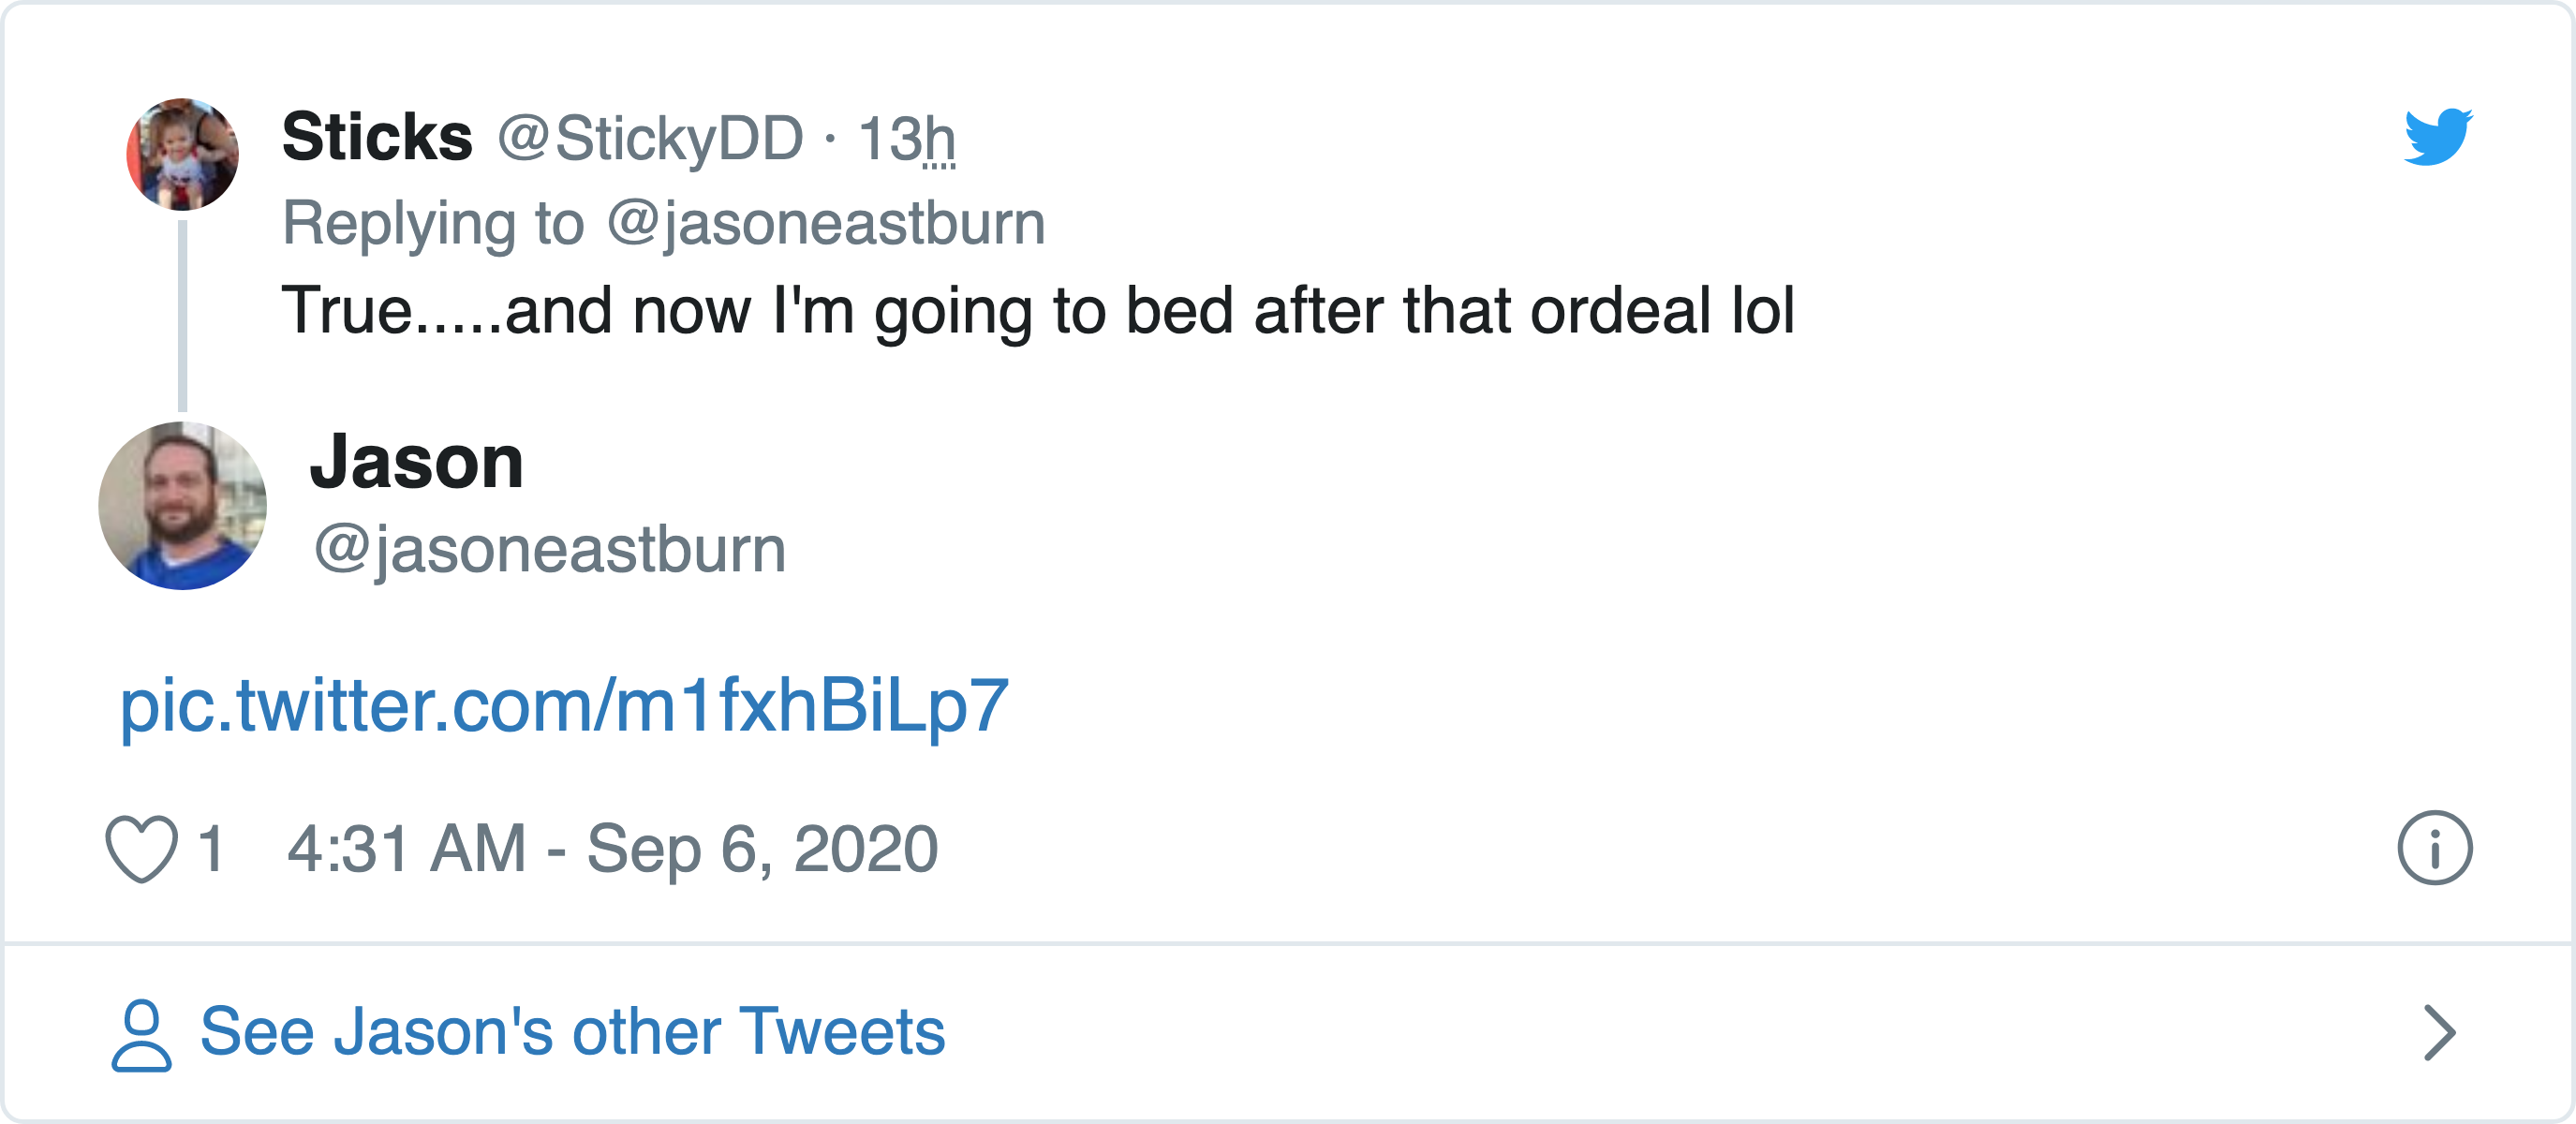 Sticks @StickyDD · 13h
Replying to @jasoneastburn
True.....and now I'm going to bed after that ordeal lol
Jason
@jasoneastburn
pic.twitter.com/m1fxhBiLp7
1 4:31 AM - Sep 6, 2020
See Jason's other Tweets